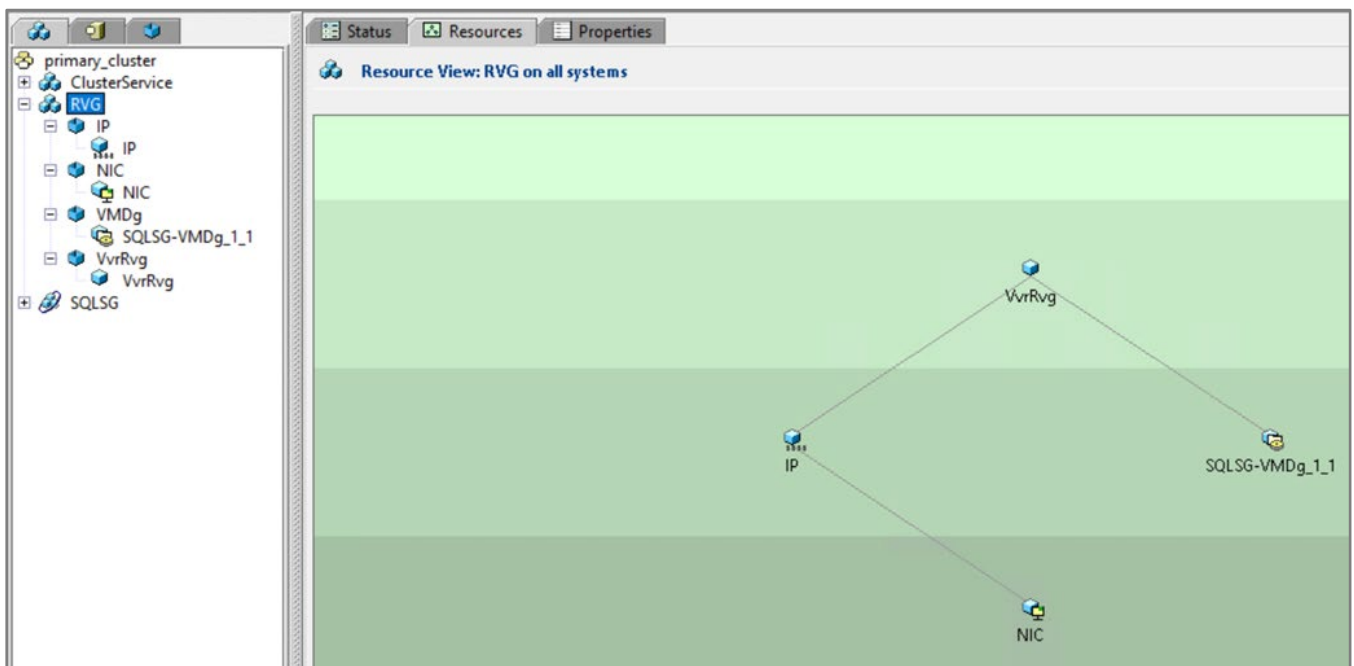 Status Resources Properties
primary_cluster
ClusterService
RVG
IP
IP
NIC
NIC
VMDg
SQLSG-VMDg_1_1
VvrRvg
VvrRvg
SQLSG
Resource View: RVG on all systems
VvrRvg
IP
SQLSG-VMDg_1_1
NIC